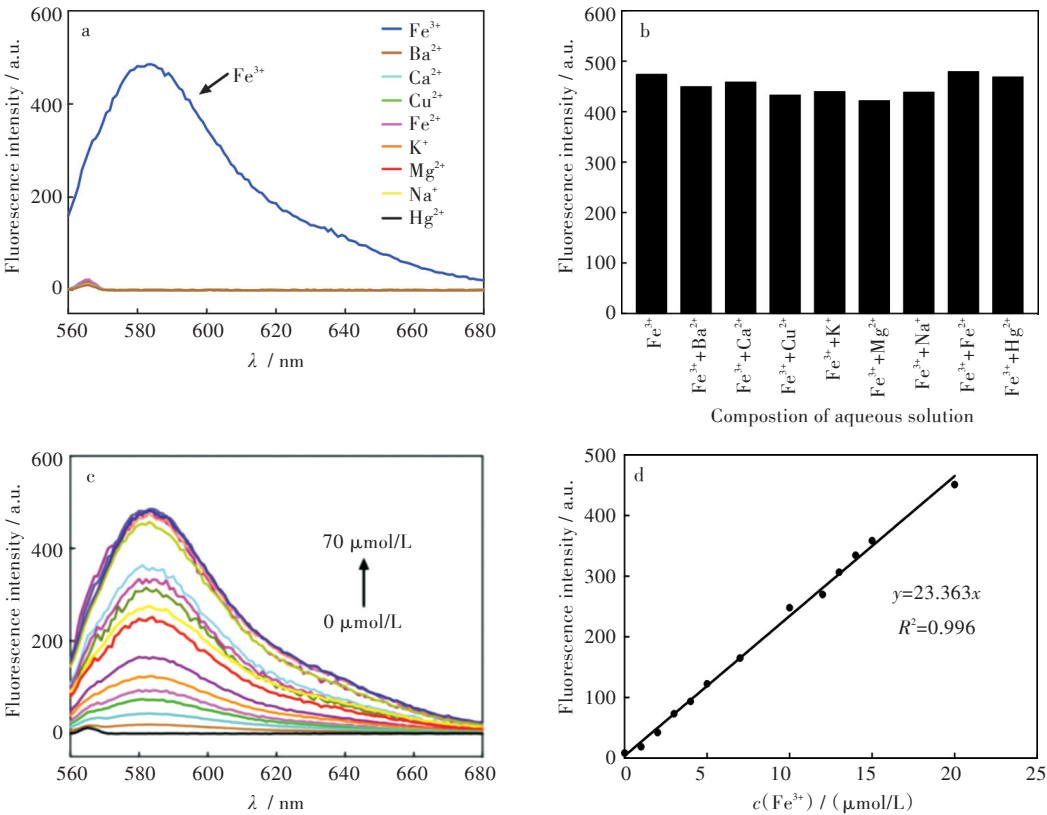 a
Fluorescence intensity / a.u.
600
400
200
0
560
580
600
620
640
660
680
λ / nm
Fe³⁺
Fe³⁺
Ba²⁺
Ca²⁺
Cu²⁺
Fe²⁺
K⁺
Mg²⁺
Na⁺
Hg²⁺
b
Fluorescence intensity / a.u.
600
500
400
300
200
100
0
Fe³⁺
Fe³⁺+Ba²⁺
Fe³⁺+Ca²⁺
Fe³⁺+Cu²⁺
Fe³⁺+K⁺
Fe³⁺+Mg²⁺
Fe³⁺+Na⁺
Fe³⁺+Fe²⁺
Fe³⁺+Hg²⁺
Compostion of aqueous solution
c
Fluorescence intensity / a.u.
600
400
200
0
560
580
600
620
640
660
680
λ / nm
70 μmol/L
0 μmol/L
d
Fluorescence intensity / a.u.
500
400
300
200
100
0
0
5
10
15
20
25
c(Fe³⁺) / (μmol/L)
y=23.363x
R²=0.996